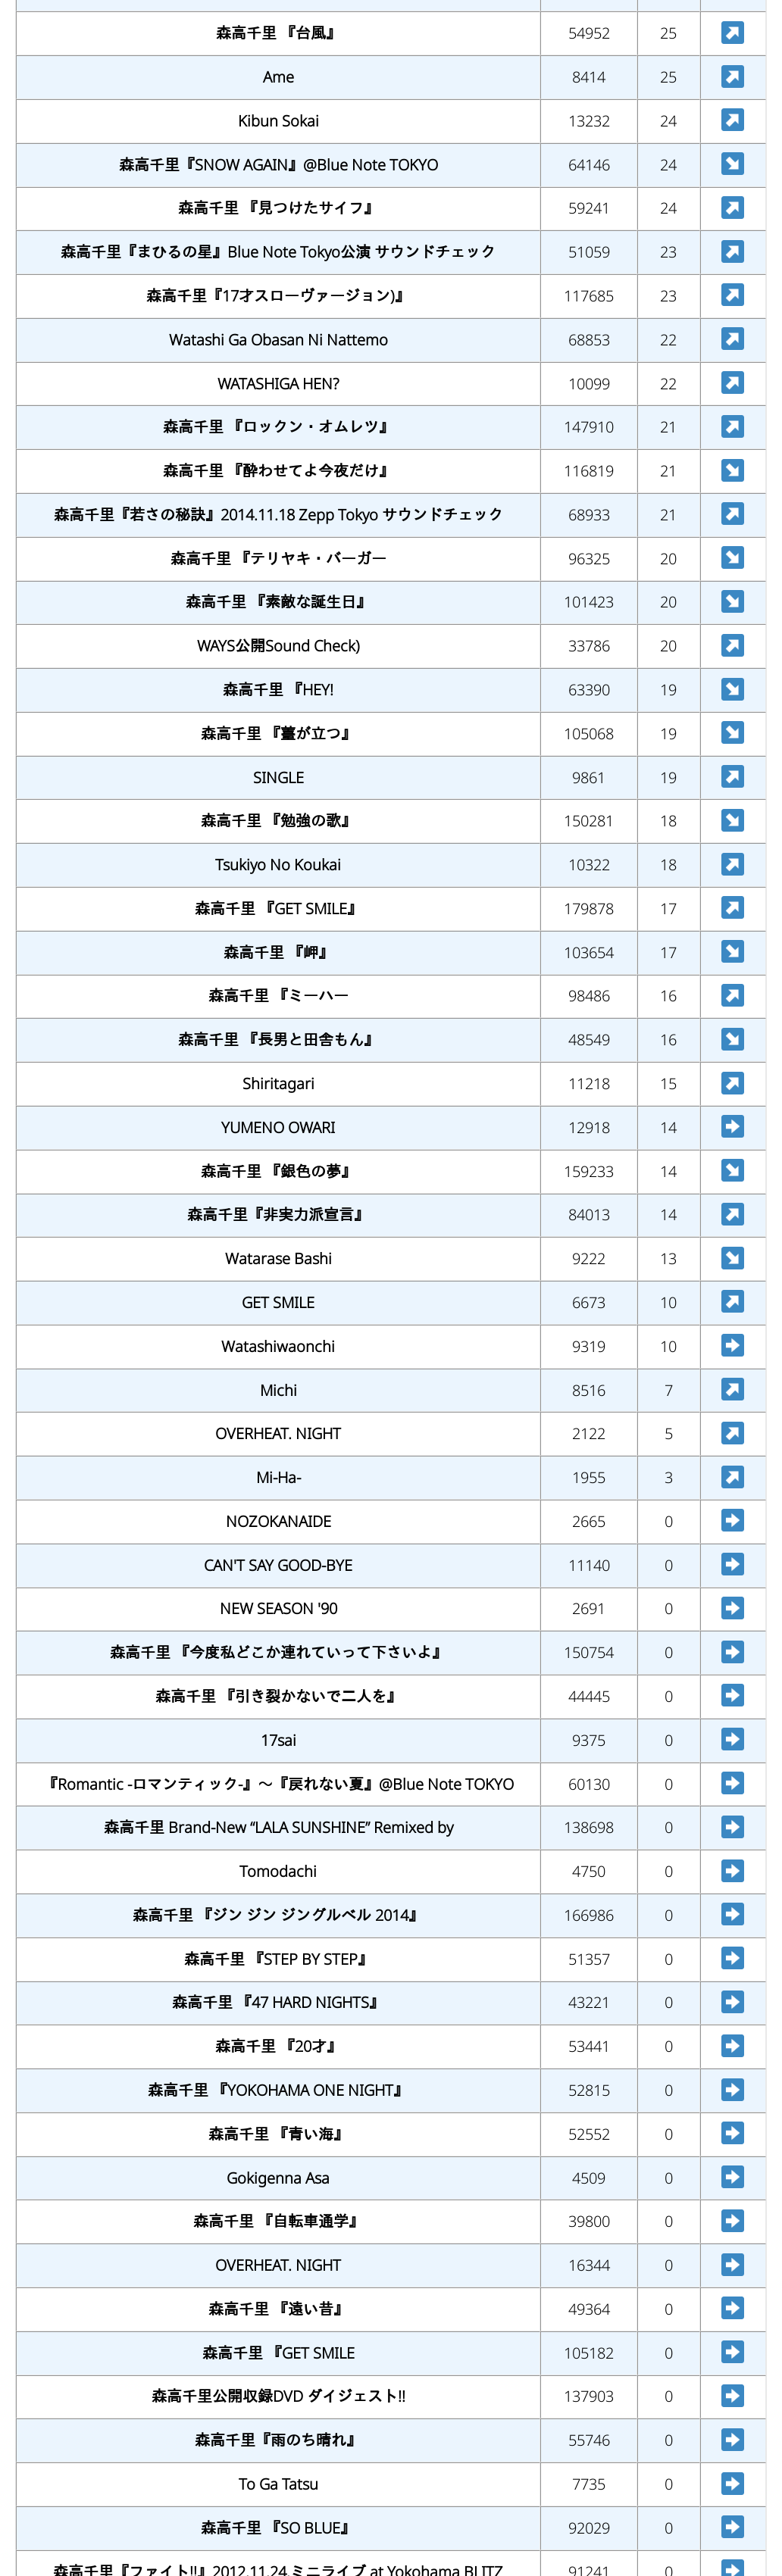 森高千里 『台風』 54952 25 ↗
Ame 8414 25 ↗
Kibun Sokai 13232 24 ↗
森高千里『SNOW AGAIN』@Blue Note TOKYO 64146 24 ↘
森高千里 『見つけたサイフ』 59241 24 ↗
森高千里『まひるの星』Blue Note Tokyo公演 サウンドチェック 51059 23 ↗
森高千里『17才スローヴァージョン)』 117685 23 ↗
Watashi Ga Obasan Ni Nattemo 68853 22 ↗
WATASHIGA HEN? 10099 22 ↗
森高千里 『ロックン・オムレツ』 147910 21 ↗
森高千里 『酔わせてよ今夜だけ』 116819 21 ↘
森高千里『若さの秘訣』2014.11.18 Zepp Tokyo サウンドチェック 68933 21 ↗
森高千里 『テリヤキ・バーガー 96325 20 ↘
森高千里 『素敵な誕生日』 101423 20 ↘
WAYS公開Sound Check) 33786 20 ↗
森高千里 『HEY! 63390 19 ↘
森高千里 『薹が立つ』 105068 19 ↘
SINGLE 9861 19 ↗
森高千里 『勉強の歌』 150281 18 ↘
Tsukiyo No Koukai 10322 18 ↗
森高千里 『GET SMILE』 179878 17 ↗
森高千里 『岬』 103654 17 ↘
森高千里 『ミーハー 98486 16 ↗
森高千里 『長男と田舎もん』 48549 16 ↘
Shiritagari 11218 15 ↗
YUMENO OWARI 12918 14 ➡
森高千里 『銀色の夢』 159233 14 ↘
森高千里『非実力派宣言』 84013 14 ↗
Watarase Bashi 9222 13 ↘
GET SMILE 6673 10 ↗
Watashiwaonchi 9319 10 ➡
Michi 8516 7 ↗
OVERHEAT. NIGHT 2122 5 ↗
Mi-Ha- 1955 3 ↗
NOZOKANAIDE 2665 0 ➡
CAN'T SAY GOOD-BYE 11140 0 ➡
NEW SEASON '90 2691 0 ➡
森高千里 『今度私どこか連れていって下さいよ』 150754 0 ➡
森高千里 『引き裂かないで二人を』 44445 0 ➡
17sai 9375 0 ➡
『Romantic -ロマンティック-』～『戻れない夏』@Blue Note TOKYO 60130 0 ➡
森高千里 Brand-New “LALA SUNSHINE” Remixed by 138698 0 ➡
Tomodachi 4750 0 ➡
森高千里 『ジン ジン ジングルベル 2014』 166986 0 ➡
森高千里 『STEP BY STEP』 51357 0 ➡
森高千里 『47 HARD NIGHTS』 43221 0 ➡
森高千里 『20才』 53441 0 ➡
森高千里 『YOKOHAMA ONE NIGHT』 52815 0 ➡
森高千里 『青い海』 52552 0 ➡
Gokigenna Asa 4509 0 ➡
森高千里 『自転車通学』 39800 0 ➡
OVERHEAT. NIGHT 16344 0 ➡
森高千里 『遠い昔』 49364 0 ➡
森高千里 『GET SMILE 105182 0 ➡
森高千里公開収録DVD ダイジェスト!! 137903 0 ➡
森高千里『雨のち晴れ』 55746 0 ➡
To Ga Tatsu 7735 0 ➡
森高千里 『SO BLUE』 92029 0 ➡
森高千里『ファイト!!』2012.11.24 ミニライブ at Yokohama BLITZ 91241 0 ➡